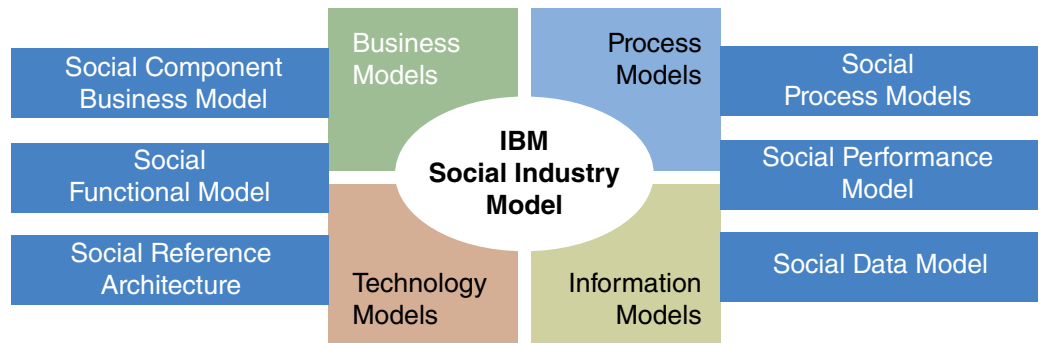 Social Component
Business Model
Social
Functional Model
Social Reference
Architecture
Business
Models
Process
Models
IBM
Social Industry
Model
Technology
Models
Information
Models
Social
Process Models
Social Performance
Model
Social Data Model